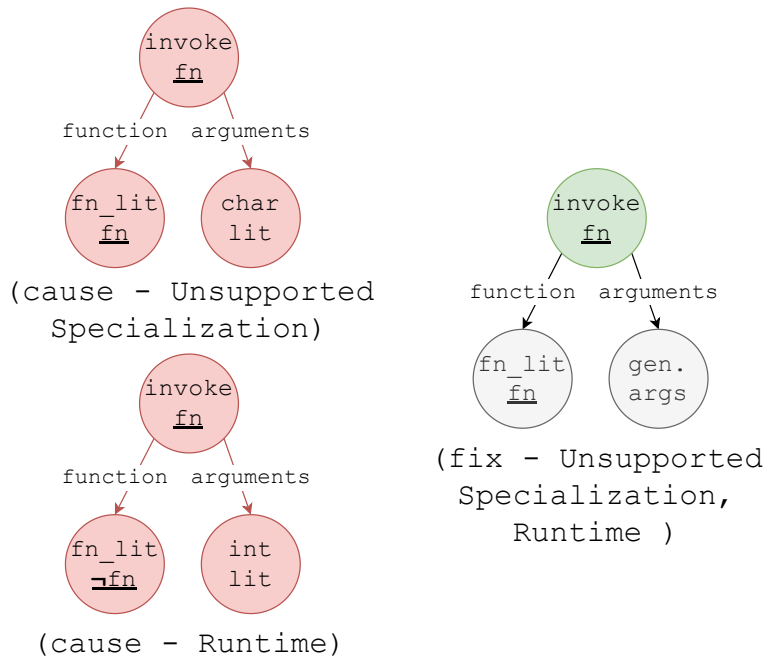 invoke
fn
function arguments
fn_lit
fn
char
lit
(cause - Unsupported
Specialization)
invoke
fn
function arguments
fn_lit
¬fn
int
lit
(cause - Runtime)
invoke
fn
function arguments
fn_lit
fn
gen.
args
(fix - Unsupported
Specialization,
Runtime )